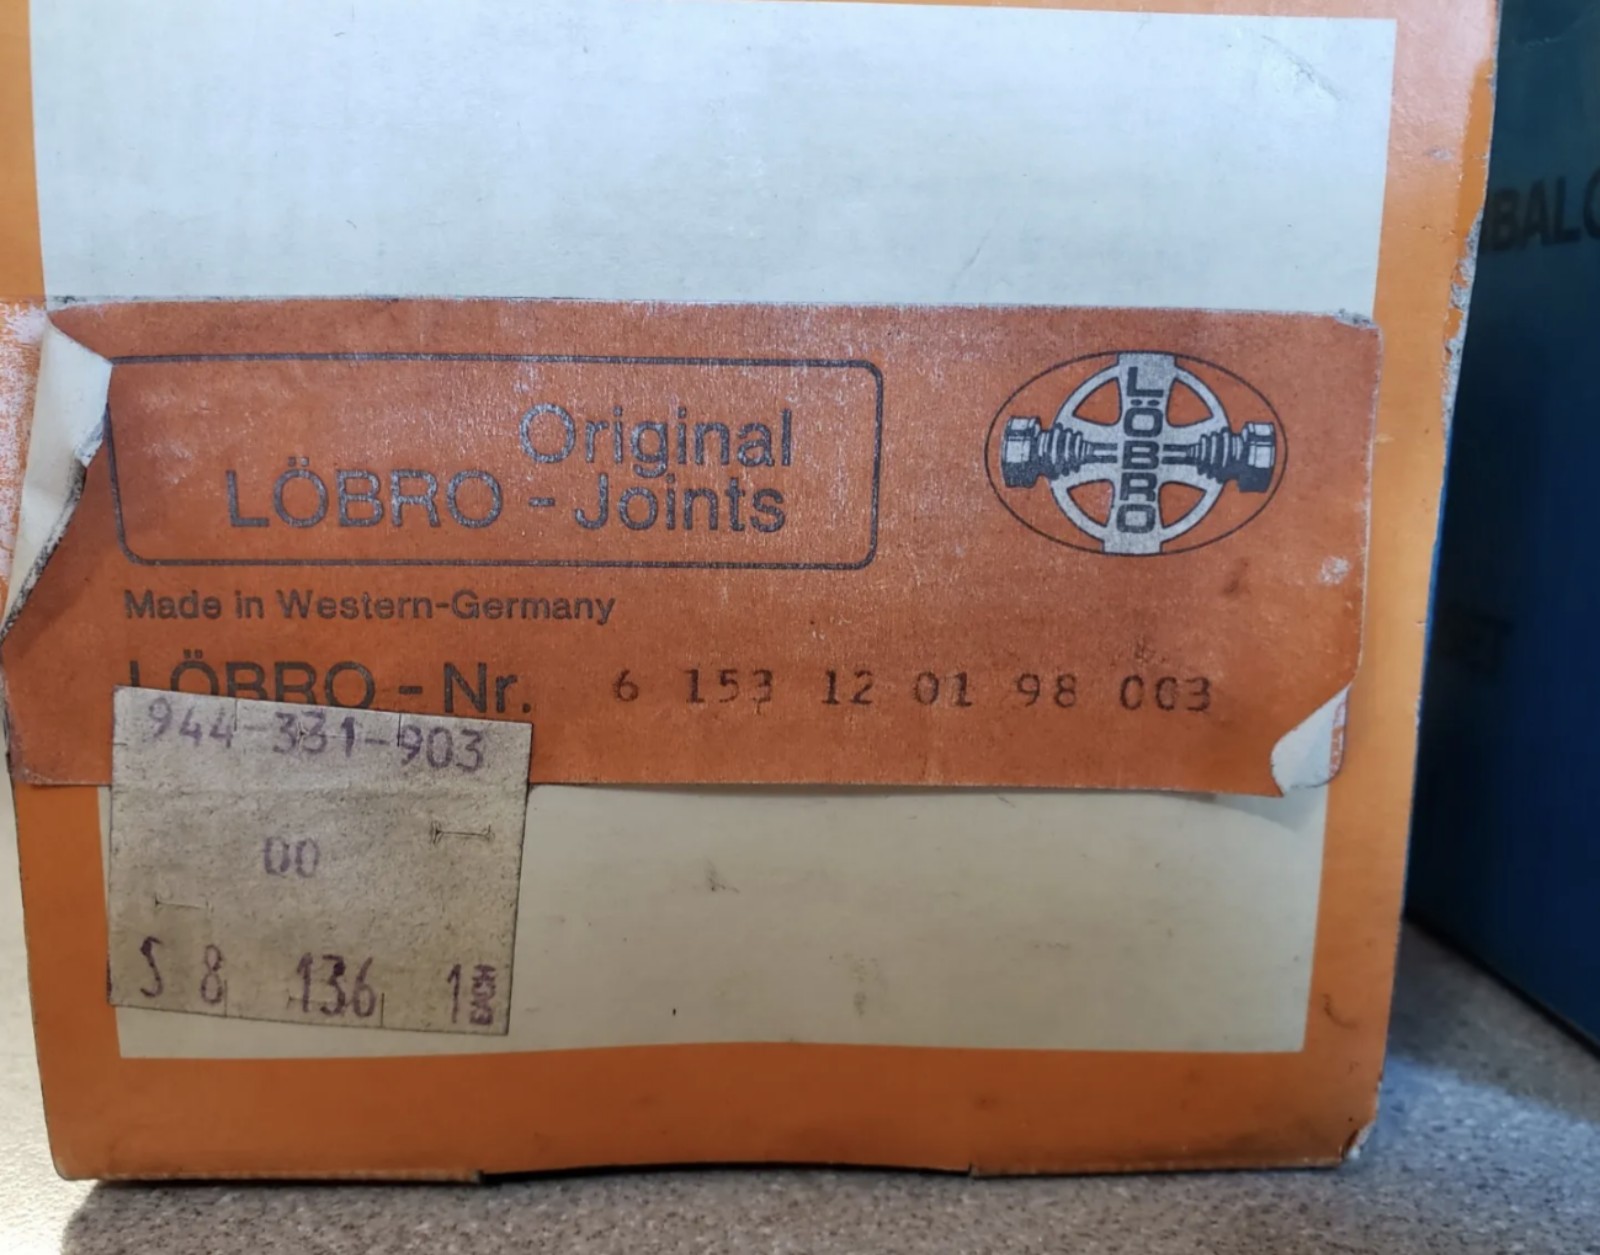 Original
LÖBRO - Joints
LÖBRO
Made in Western-Germany
LÖBRO - Nr. 6 153 12 01 98 003
944-331-903
00
S 8 136 1